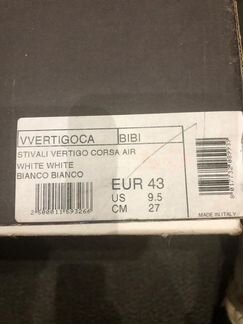 VVERTIGOCA BIBI
STIVALI VERTIGO CORSA AIR
WHITE WHITE
BIANCO BIANCO
EUR 43
US 9.5
CM 27
MADE IN ITALY